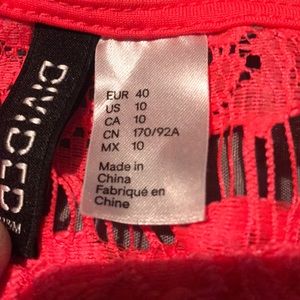 DIVIDED
EUR 40
US 10
CA 10
CN 170/92A
MX 10
Made in
China
Fabriqué en
Chine